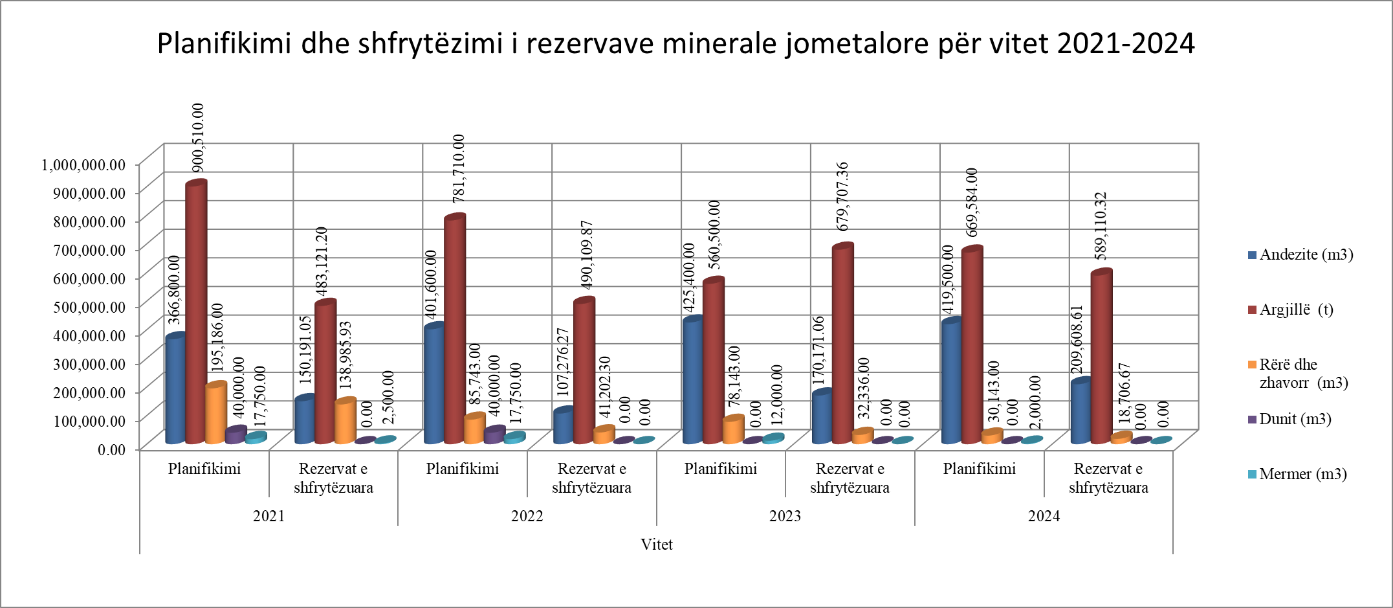 Planifikimi dhe shfrytëzimi i rezervave minerale jometalore për vitet 2021-2024
1,000,000.00
900,000.00
800,000.00
700,000.00
600,000.00
500,000.00
400,000.00
300,000.00
200,000.00
100,000.00
0.00
366,800.00
900,510.00
195,186.00
40,000.00
17,750.00
150,191.05
483,121.20
138,985.93
0.00
2,500.00
401,600.00
781,710.00
85,743.00
40,000.00
17,750.00
107,276.27
490,109.87
41,202.30
0.00
0.00
425,400.00
560,500.00
78,143.00
0.00
12,000.00
170,171.06
679,707.36
32,336.00
0.00
0.00
419,500.00
669,584.00
30,143.00
0.00
2,000.00
209,608.61
589,110.32
18,706.67
0.00
0.00
Planifikimi
Rezervat e
shfrytëzuara
Planifikimi
Rezervat e
shfrytëzuara
Planifikimi
Rezervat e
shfrytëzuara
Planifikimi
Rezervat e
shfrytëzuara
2021
2022
2023
2024
Vitet
Andezite (m3)
Argjillë (t)
Rërë dhe
zhavorr (m3)
Dunit (m3)
Mermer (m3)